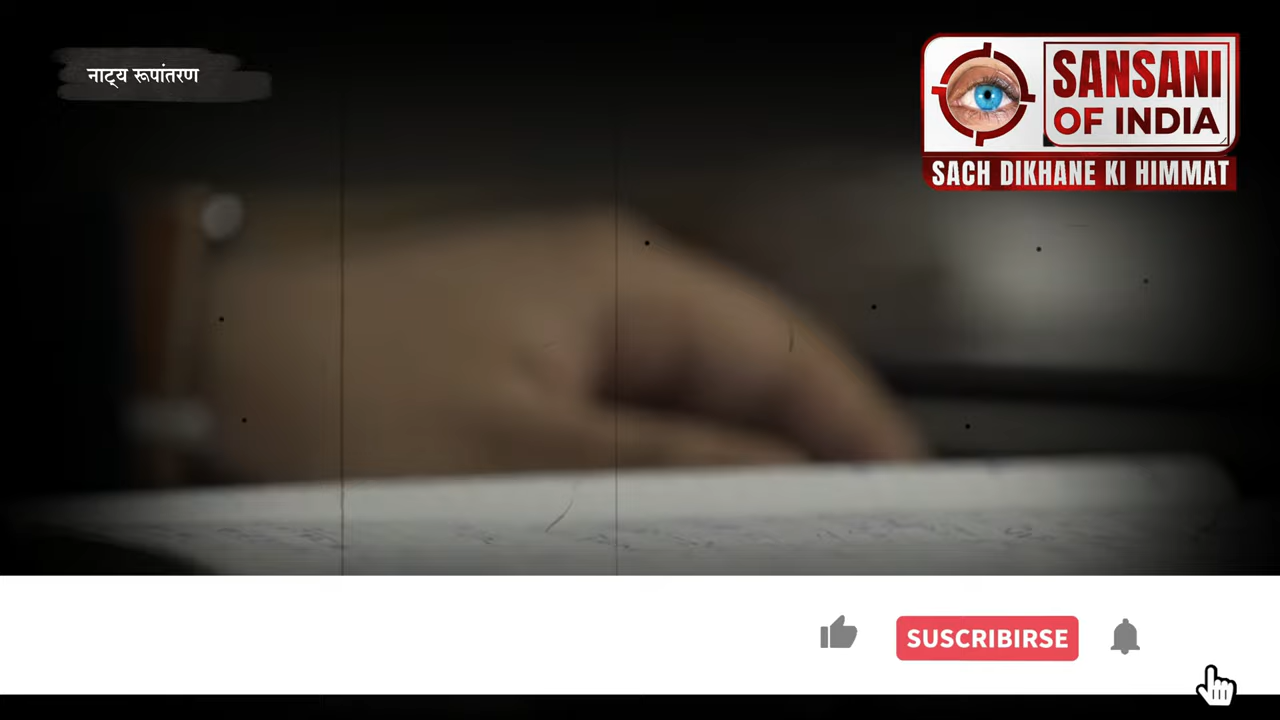 नाट्य रूपांतरण
SANSANI
OF INDIA
SACH DIKHANE KI HIMMAT
SUSCRIBIRSE